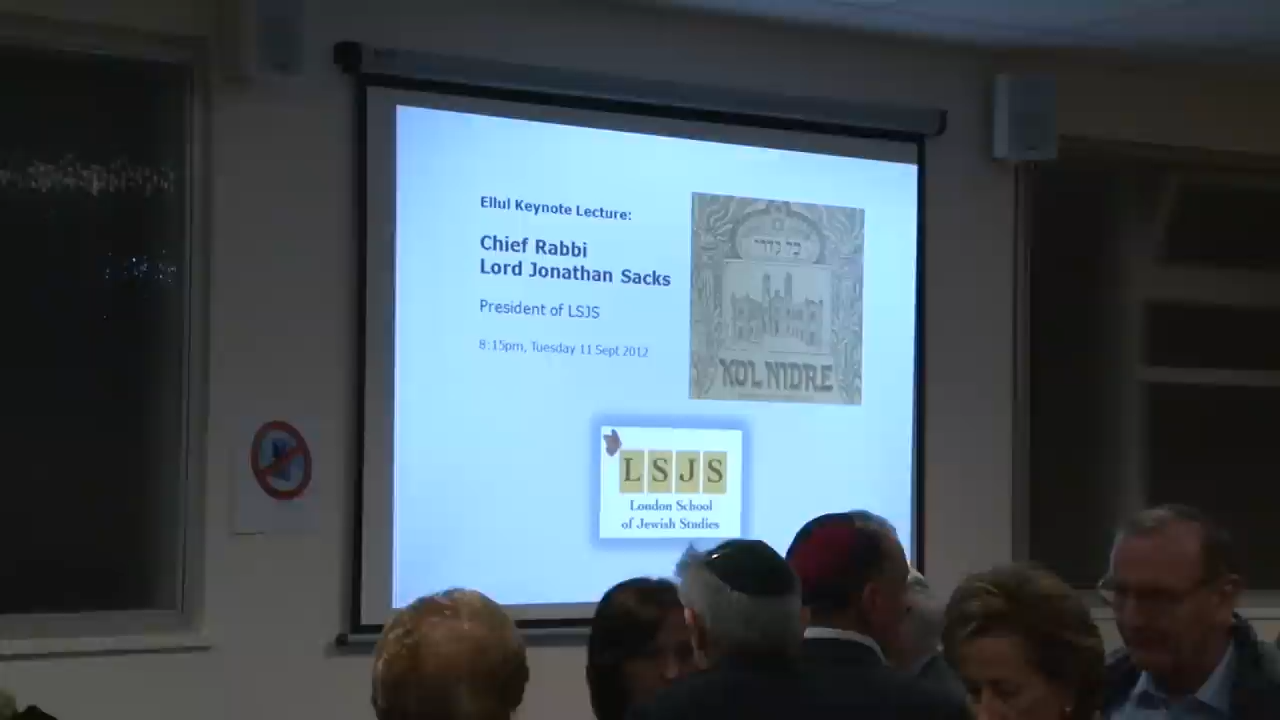 Ellul Keynote Lecture:
Chief Rabbi
Lord Jonathan Sacks
President of LSJS
8:15pm, Tuesday 11 Sept 2012
כל נדרי
KOL NIDRE
LSJS
London School
of Jewish Studies